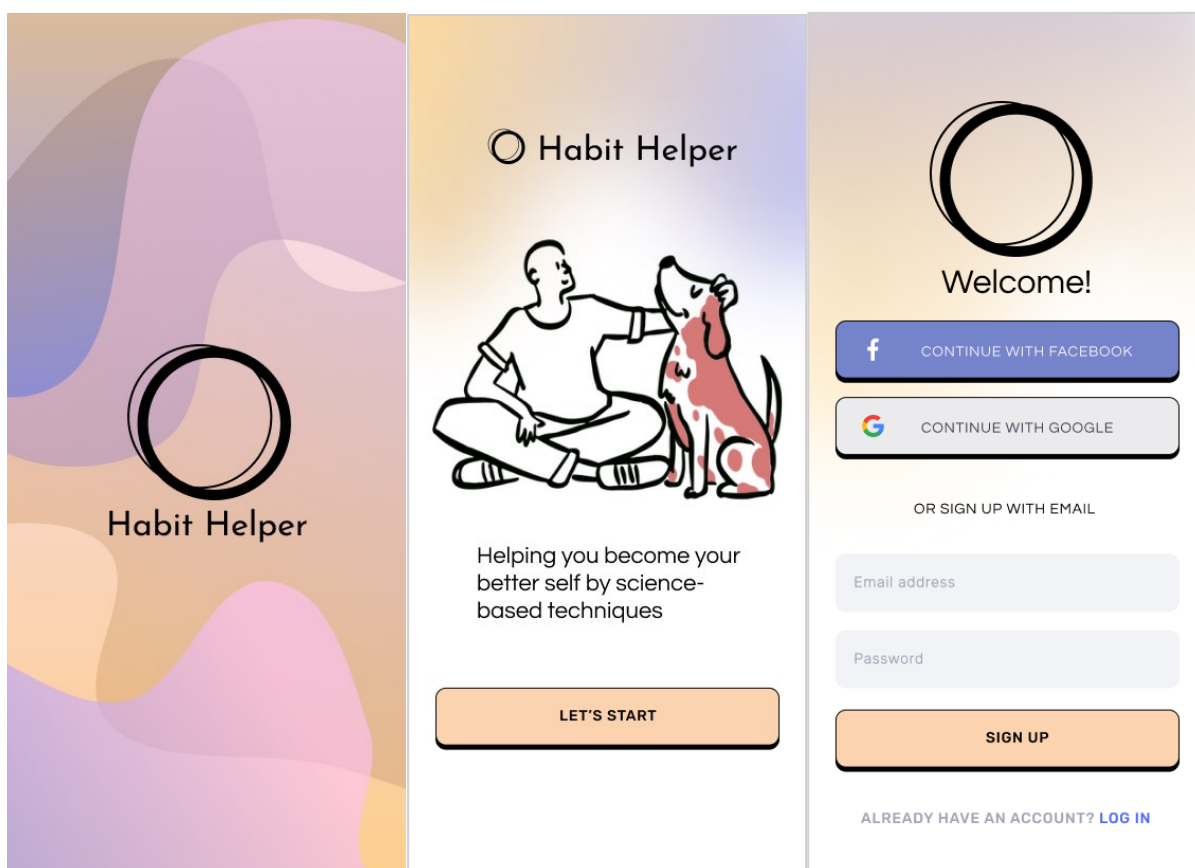 Habit Helper
Habit Helper
Helping you become your
better self by science-
based techniques
LET'S START
Welcome!
CONTINUE WITH FACEBOOK
CONTINUE WITH GOOGLE
OR SIGN UP WITH EMAIL
Email address
Password
SIGN UP
ALREADY HAVE AN ACCOUNT? LOG IN